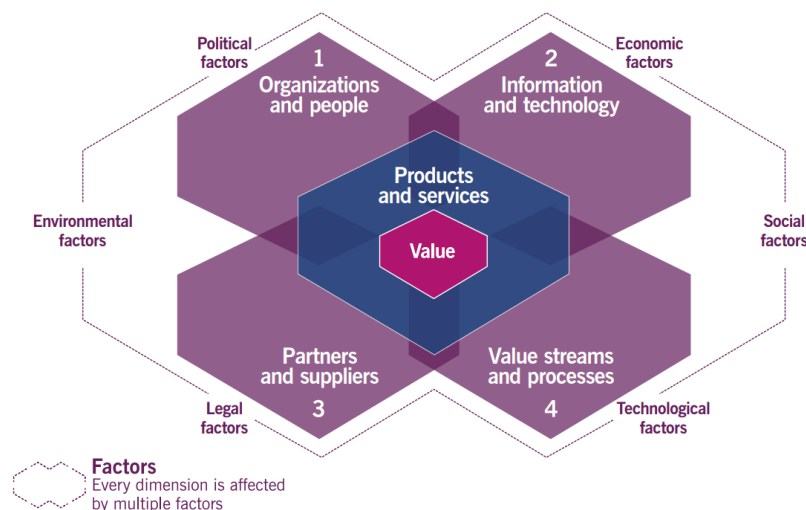 Political
factors
Economic
factors
1
Organizations
and people
2
Information
and technology
Products
and services
Environmental
factors
Value
Social
factors
Partners
and suppliers
3
Value streams
and processes
4
Legal
factors
Technological
factors
Factors
Every dimension is affected
by multiple factors